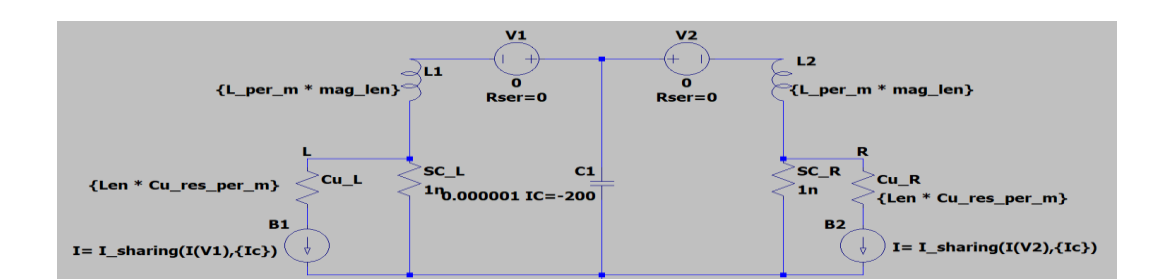 V1
V2
L1
L2
0
0
{L_per_m * mag_len}
Rser=0
Rser=0
{L_per_m * mag_len}
L
R
SC_L
C1
SC_R
Cu_L
Cu_R
{Len * Cu_res_per_m}
1n
0.000001 IC=-200
1n
{Len * Cu_res_per_m}
B1
B2
I= I_sharing(I(V1),{Ic})
I= I_sharing(I(V2),{Ic})